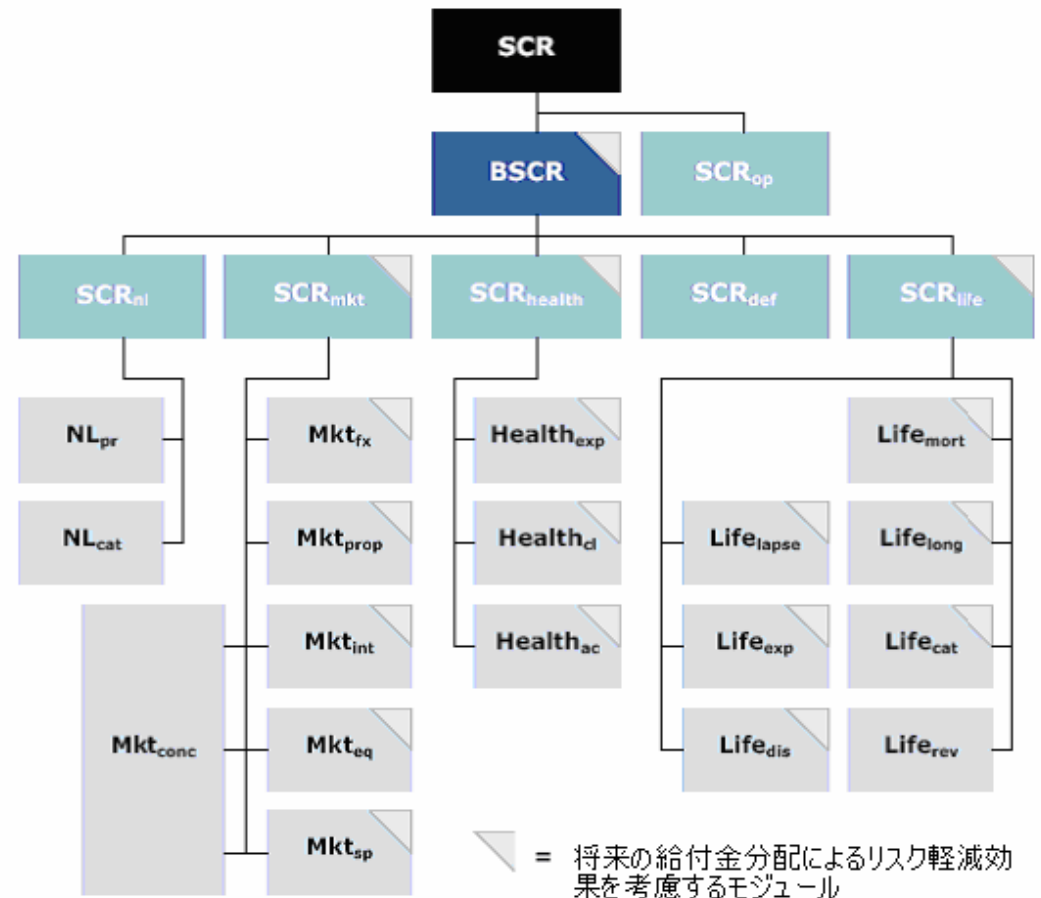 SCR
BSCR
SCRop
SCRnl
SCRmkt
SCRhealth
SCRdef
SCRlife
NLpr
Mktfx
Healthexp
Lifemort
NLcat
Mktprop
Healthcl
Lifelapse
Lifelong
Mktint
Healthac
Lifeexp
Lifecat
Mktconc
Mkteq
Lifedis
Liferev
Mktsp
= 将来の給付金分配によるリスク軽減効
果を考慮するモジュール